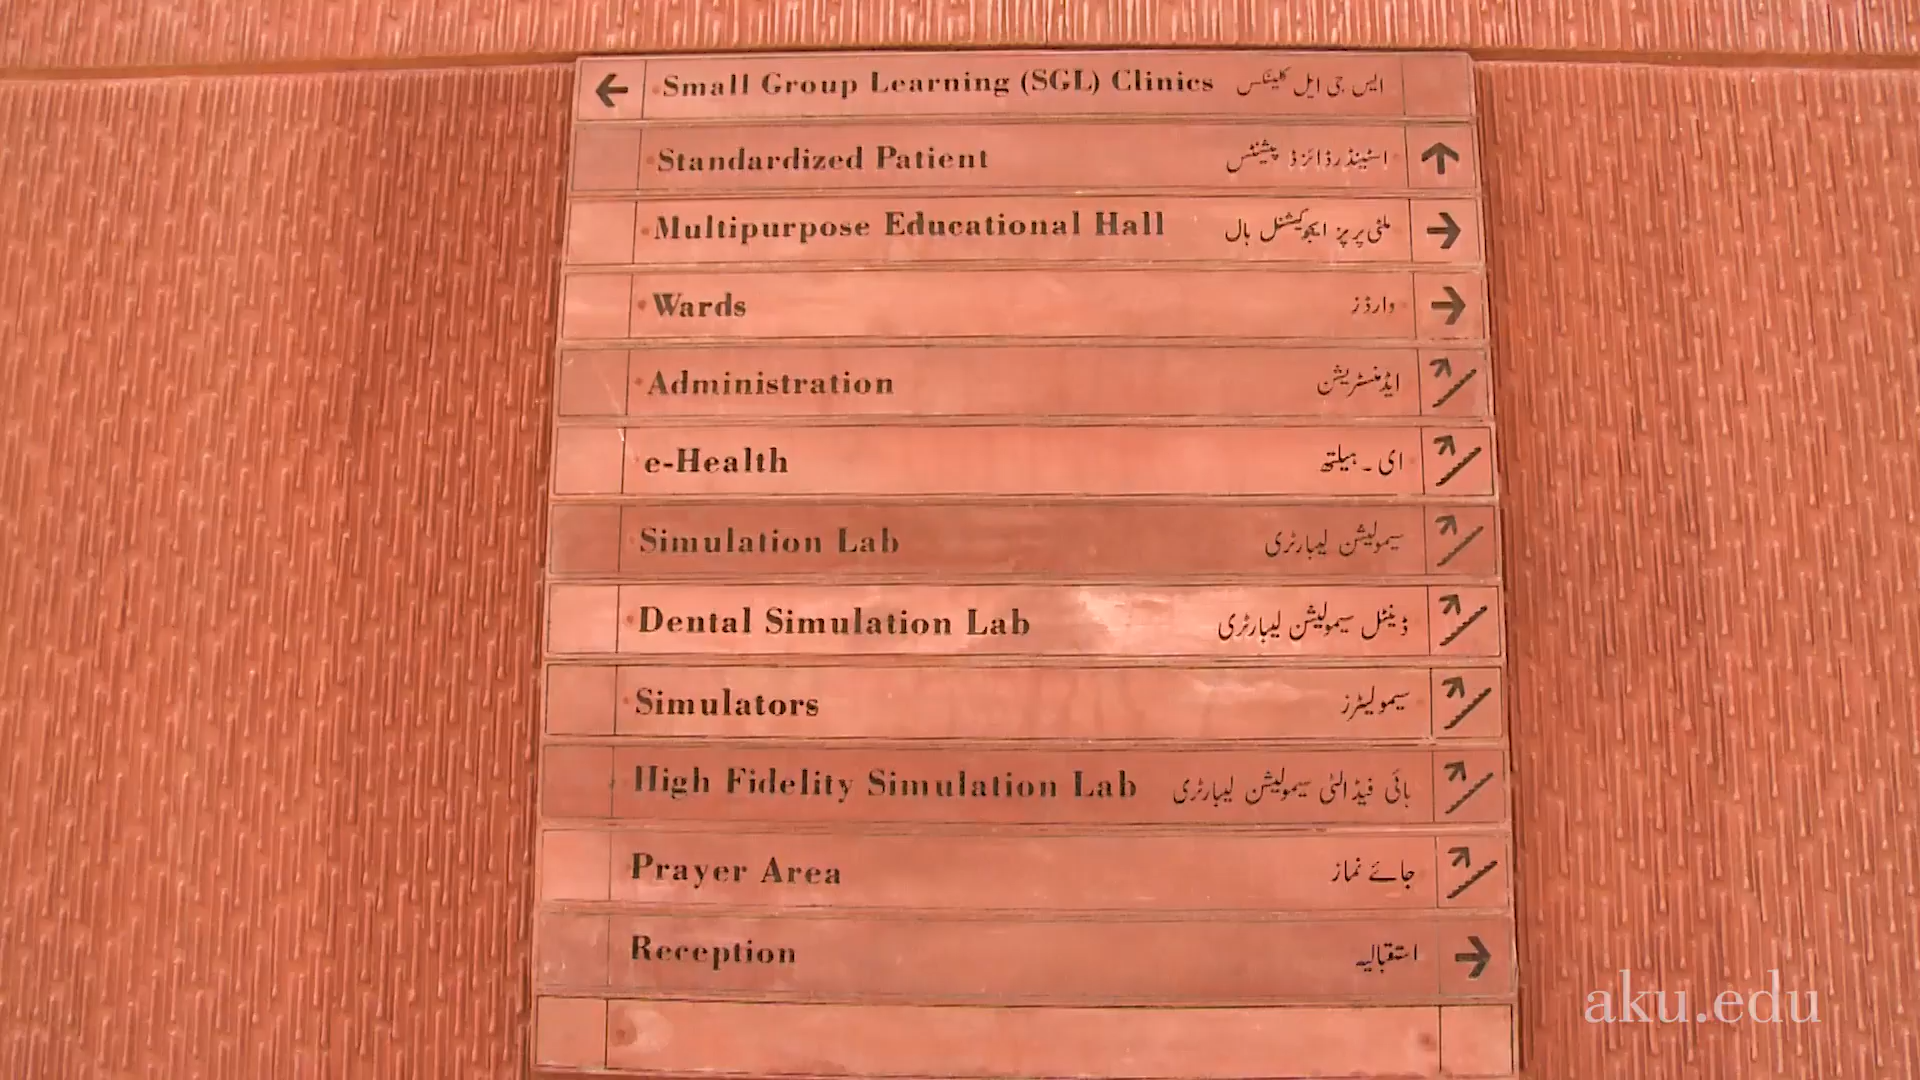 Small Group Learning (SGL) Clinics ایس جی ایل کلینکس
Standardized Patient اسٹینڈرڈائزڈ پیشنٹس
Multipurpose Educational Hall ملٹی پرپز ایجوکیشنل ہال
Wards وارڈز
Administration ایڈمنسٹریشن
e-Health ای ۔ ہیلتھ
Simulation Lab سیمولیشن لیبارٹری
Dental Simulation Lab ڈینٹل سیمولیشن لیبارٹری
Simulators سیمولیٹرز
High Fidelity Simulation Lab ہائی فیڈالٹی سیمولیشن لیبارٹری
Prayer Area جائے نماز
Reception استقبالیہ
aku.edu